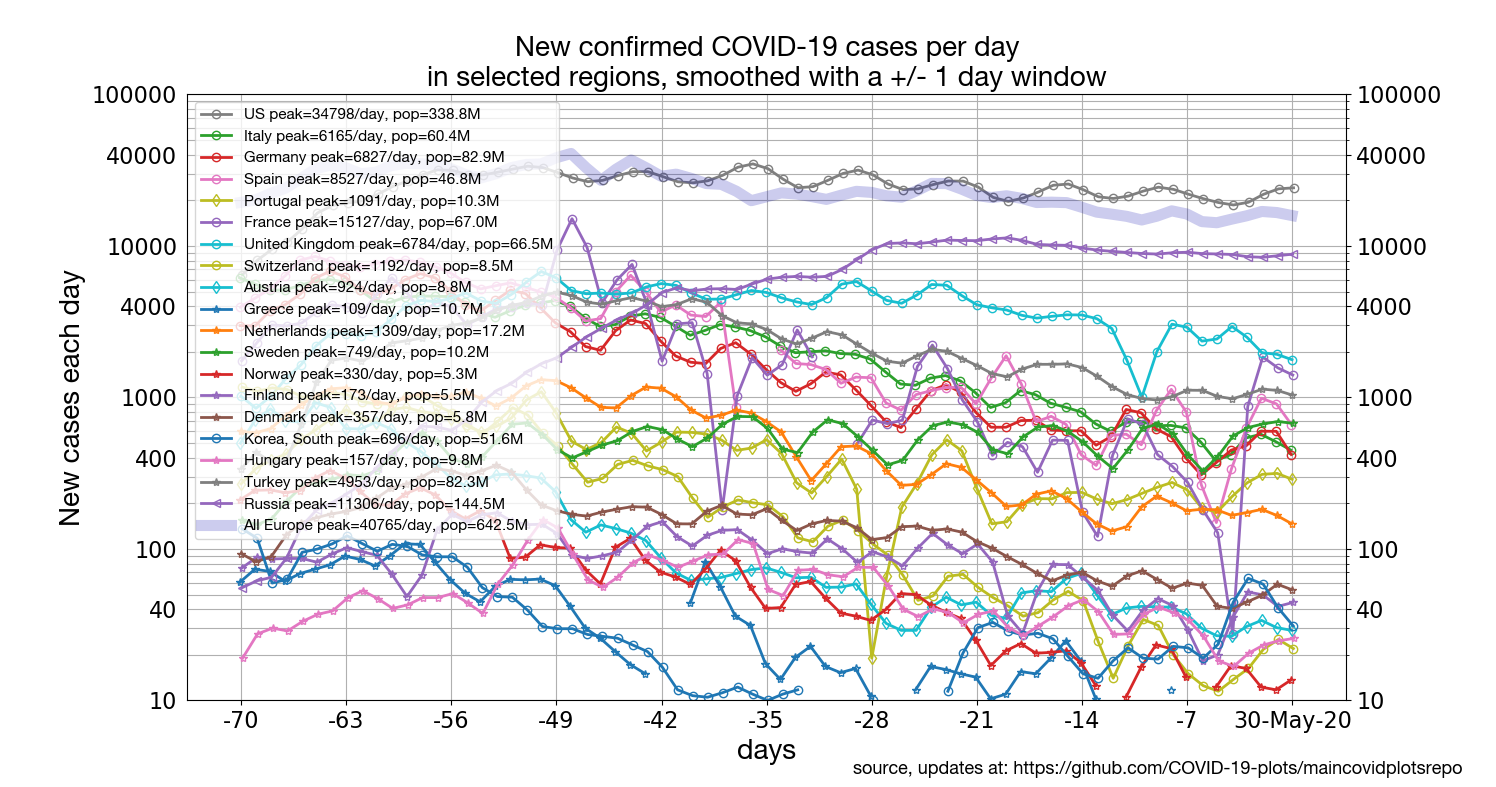 New confirmed COVID-19 cases per day
in selected regions, smoothed with a +/- 1 day window
New cases each day
100000
40000
10000
4000
1000
400
100
40
10
US peak=34798/day, pop=338.8M
Italy peak=6165/day, pop=60.4M
Germany peak=6827/day, pop=82.9M
Spain peak=8527/day, pop=46.8M
Portugal peak=1091/day, pop=10.3M
France peak=15127/day, pop=67.0M
United Kingdom peak=6784/day, pop=66.5M
Switzerland peak=1192/day, pop=8.5M
Austria peak=924/day, pop=8.8M
Greece peak=109/day, pop=10.7M
Netherlands peak=1309/day, pop=17.2M
Sweden peak=749/day, pop=10.2M
Norway peak=330/day, pop=5.3M
Finland peak=173/day, pop=5.5M
Denmark peak=357/day, pop=5.8M
Korea, South peak=696/day, pop=51.6M
Hungary peak=157/day, pop=9.8M
Turkey peak=4953/day, pop=82.3M
Russia peak=11306/day, pop=144.5M
All Europe peak=40765/day, pop=642.5M
100000
40000
10000
4000
1000
400
100
40
10
-70 -63 -56 -49 -42 -35 -28 -21 -14 -7 30-May-20
days
source, updates at: https://github.com/COVID-19-plots/maincovidplotsrepo